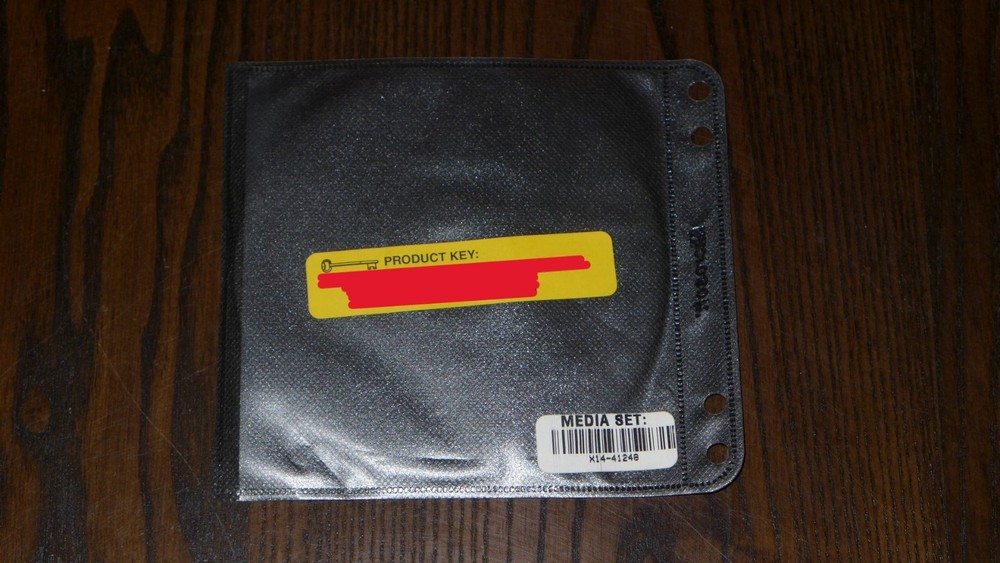 PRODUCT KEY:
MEDIA SET:
X14-41248